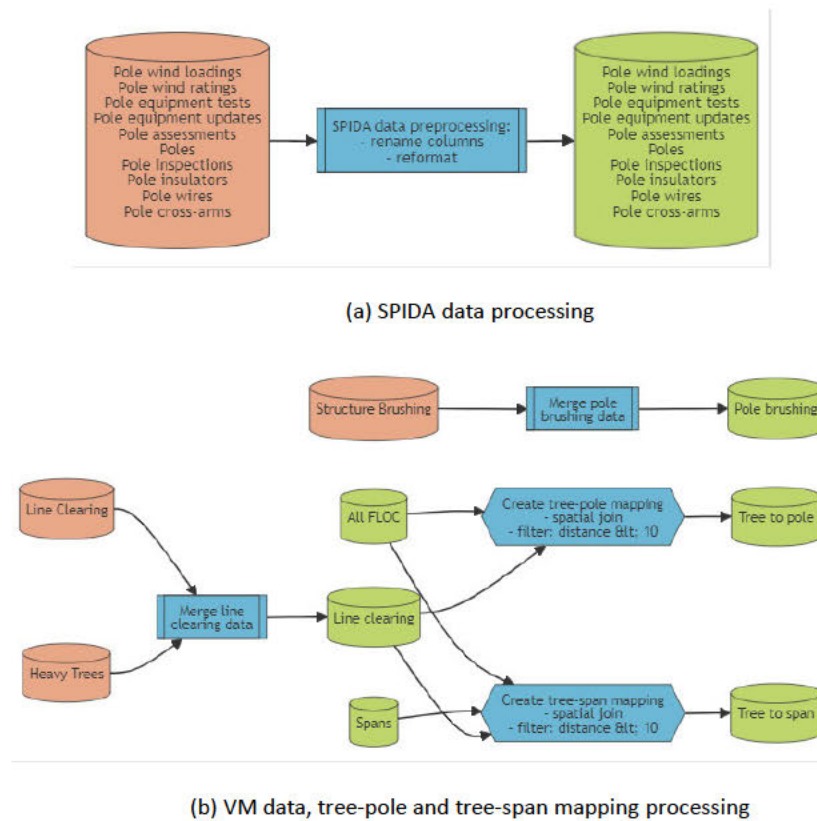 Pole wind loadings
Pole wind ratings
Pole equipment tests
Pole equipment updates
Pole assessments
Poles
Pole Inspections
Pole insulators
Pole wires
Pole cross-arms
SPIDA data preprocessing:
- rename columns
- reformat
Pole wind loadings
Pole wind ratings
Pole equipment tests
Pole equipment updates
Pole assessments
Poles
Pole Inspections
Pole insulators
Pole wires
Pole cross-arms
(a) SPIDA data processing
Structure Brushing
Merge pole
brushing data
Pole brushing
Line Clearing
All FLOC
Create tree-pole mapping
- spatial join
- filter: distance &lt; 10
Tree to pole
Merge line
clearing data
Line clearing
Heavy Trees
Spans
Create tree-span mapping
- spatial join
- filter: distance &lt; 10
Tree to span
(b) VM data, tree-pole and tree-span mapping processing